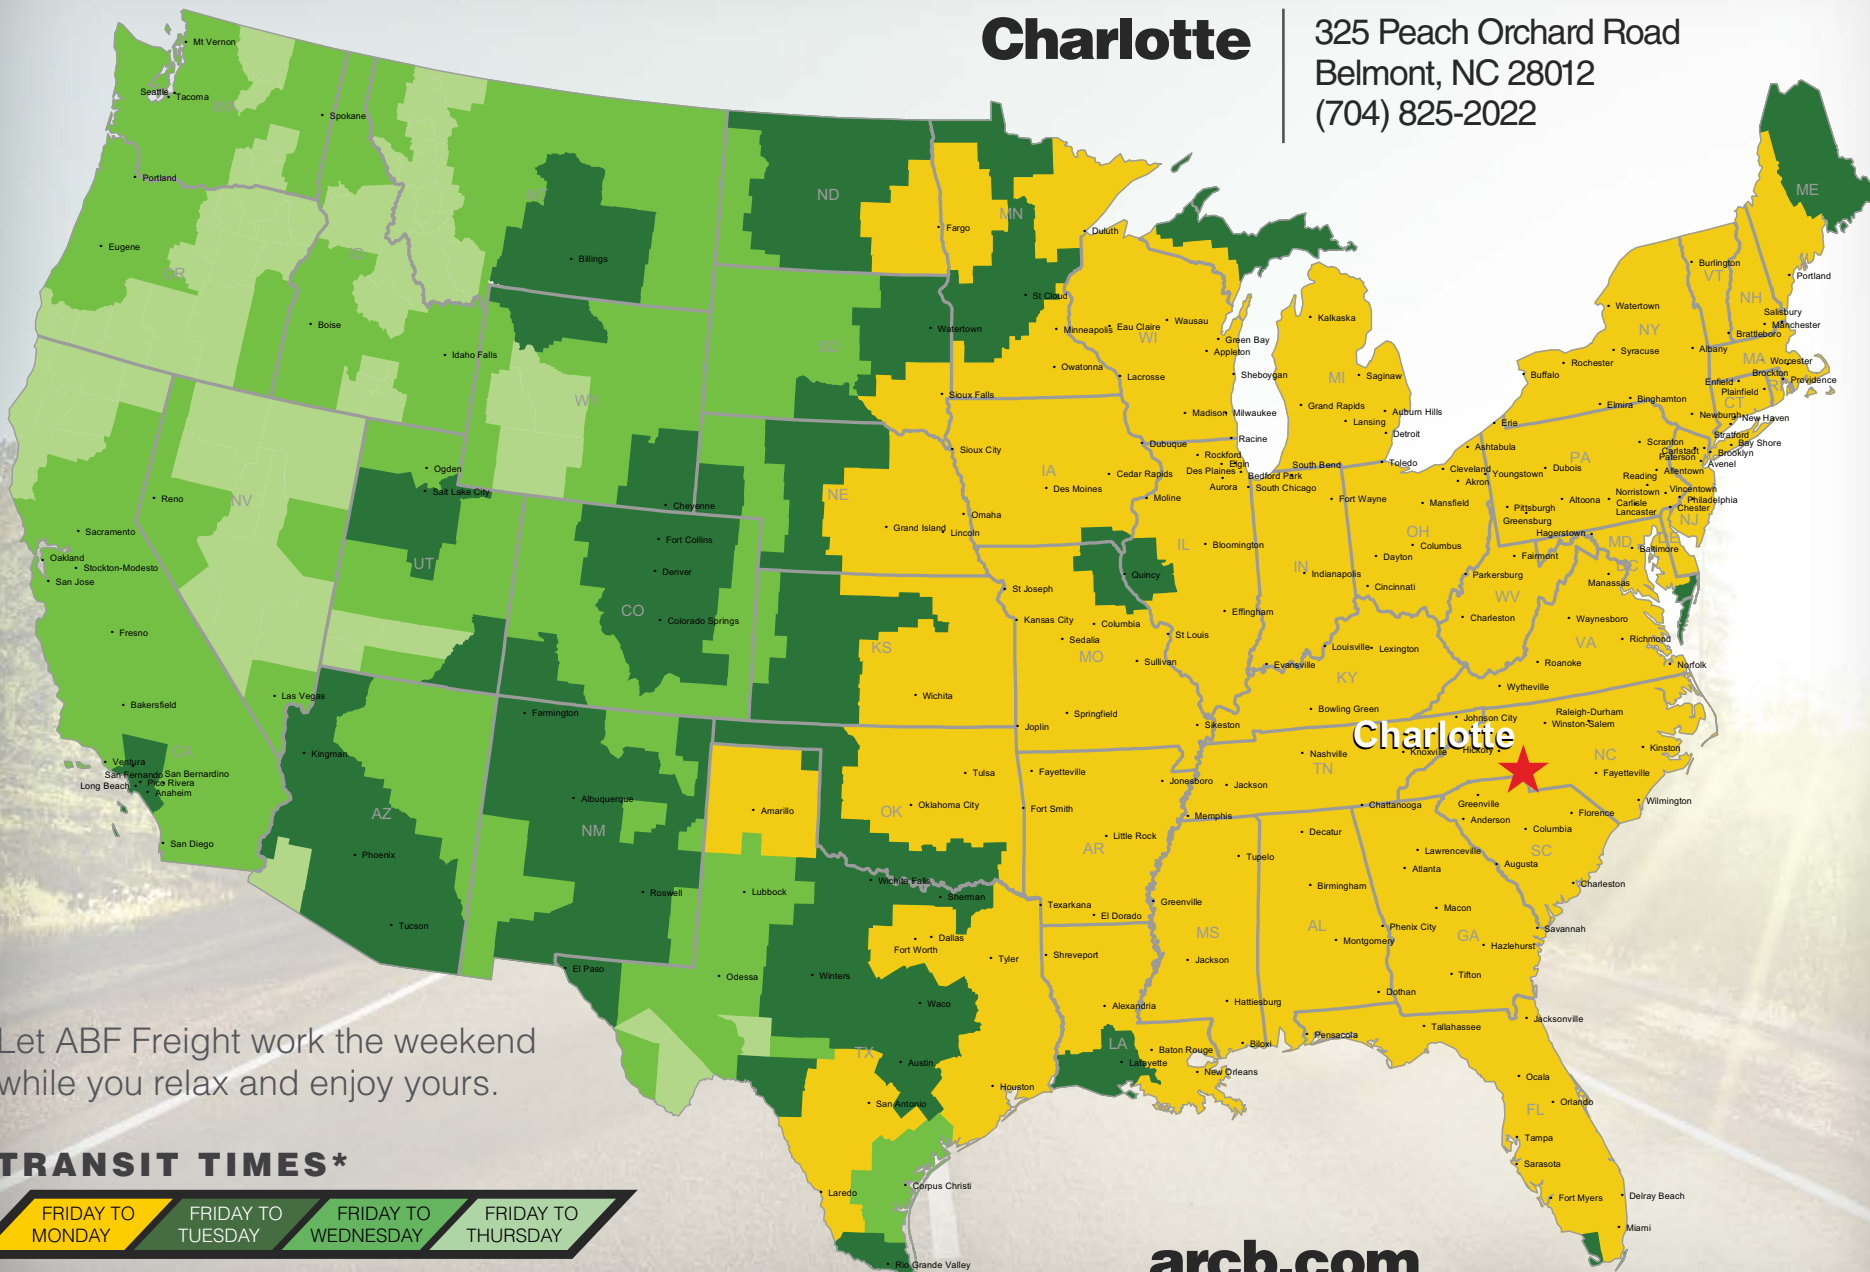 Charlotte
325 Peach Orchard Road
Belmont, NC 28012
(704) 825-2022
Mt Vernon
Seattle
Tacoma
WA
Spokane
Portland
Eugene
OR
ID
Boise
Idaho Falls
MT
Billings
WY
Cheyenne
ND
Fargo
SD
Watertown
Sioux Falls
MN
Duluth
St Cloud
Minneapolis
Owatonna
WI
Eau Claire
Wausau
Green Bay
Appleton
Sheboygan
Lacrosse
Madison
Milwaukee
Racine
MI
Kalkaska
Saginaw
Grand Rapids
Lansing
Auburn Hills
Detroit
ME
Portland
VT
Burlington
NH
Salisbury
Manchester
Brattleboro
NY
Watertown
Syracuse
Rochester
Buffalo
Albany
Elmira
Binghamton
Newburgh
MA
Worcester
Brockton
Providence
RI
Enfield
Plainfield
CT
New Haven
Stratford
Bay Shore
Brooklyn
Carlstadt
Paterson
Avenel
PA
Erie
Scranton
Allentown
Reading
Dubois
Altoona
Norristown
Carlisle
Lancaster
Vincentown
Philadelphia
Chester
Pittsburgh
Greensburg
NJ
MD
DE
DC
Hagerstown
Baltimore
Manassas
OH
Ashtabula
Toledo
Cleveland
Youngstown
Akron
Mansfield
Columbus
Dayton
Cincinnati
IN
South Bend
Fort Wayne
Indianapolis
Evansville
IL
Rockford
Elgin
Des Plaines
Aurora
Bedford Park
South Chicago
Moline
Bloomington
Quincy
Effingham
IA
Sioux City
Dubuque
Cedar Rapids
Des Moines
NE
Omaha
Grand Island
Lincoln
NV
Reno
Las Vegas
Sacramento
Oakland
Stockton-Modesto
San Jose
Fresno
Bakersfield
CA
Ventura
San Fernando
San Bernardino
Pico Rivera
Long Beach
Anaheim
San Diego
UT
Ogden
Salt Lake City
CO
Fort Collins
Denver
Colorado Springs
KS
Wichita
MO
St Joseph
Kansas City
Columbia
Sedalia
St Louis
Sullivan
Springfield
Joplin
Sikeston
KY
Louisville
Lexington
Bowling Green
WV
Fairmont
Parkersburg
Charleston
VA
Waynesboro
Richmond
Roanoke
Norfolk
Wytheville
AZ
Kingman
Phoenix
Tucson
NM
Farmington
Albuquerque
Roswell
OK
Tulsa
Oklahoma City
AR
Fayetteville
Fort Smith
Little Rock
Jonesboro
El Dorado
TN
Nashville
Jackson
Memphis
Knoxville
Johnson City
Chattanooga
NC
Raleigh-Durham
Winston-Salem
Hickory
Charlotte
Kinston
Fayetteville
Wilmington
SC
Greenville
Anderson
Florence
Columbia
Charleston
GA
Lawrenceville
Atlanta
Augusta
Macon
Savannah
Hazlehurst
Tifton
AL
Decatur
Birmingham
Phenix City
Montgomery
Dothan
MS
Tupelo
Greenville
Jackson
Hattiesburg
Biloxi
LA
Shreveport
Alexandria
Baton Rouge
Lafayette
New Orleans
TX
Amarillo
Lubbock
Wichita Falls
Sherman
Dallas
Fort Worth
Texarkana
Tyler
El Paso
Odessa
Winters
Waco
Austin
Houston
San Antonio
Corpus Christi
Laredo
Rio Grande Valley
FL
Pensacola
Tallahassee
Jacksonville
Ocala
Orlando
Tampa
Sarasota
Fort Myers
Delray Beach
Miami
Let ABF Freight work the weekend
while you relax and enjoy yours.
TRANSIT TIMES*
FRIDAY TO
MONDAY
FRIDAY TO
TUESDAY
FRIDAY TO
WEDNESDAY
FRIDAY TO
THURSDAY
arcb.com